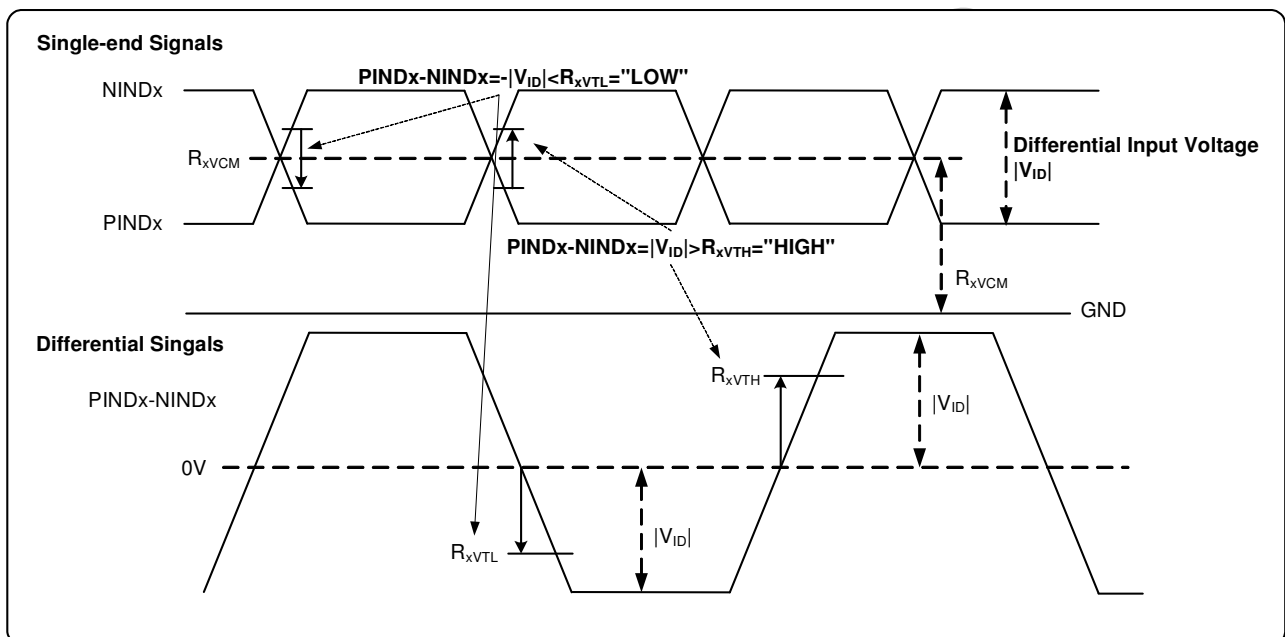 Single-end Signals
NINDx
PINDx-NINDx=-|VID|<RxVTL="LOW"
RxVCM
Differential Input Voltage
|VID|
PINDx
PINDx-NINDx=|VID|>RxVTH="HIGH"
RxVCM
GND
Differential Singals
RxVTH
PINDx-NINDx
|VID|
0V
|VID|
RxVTL